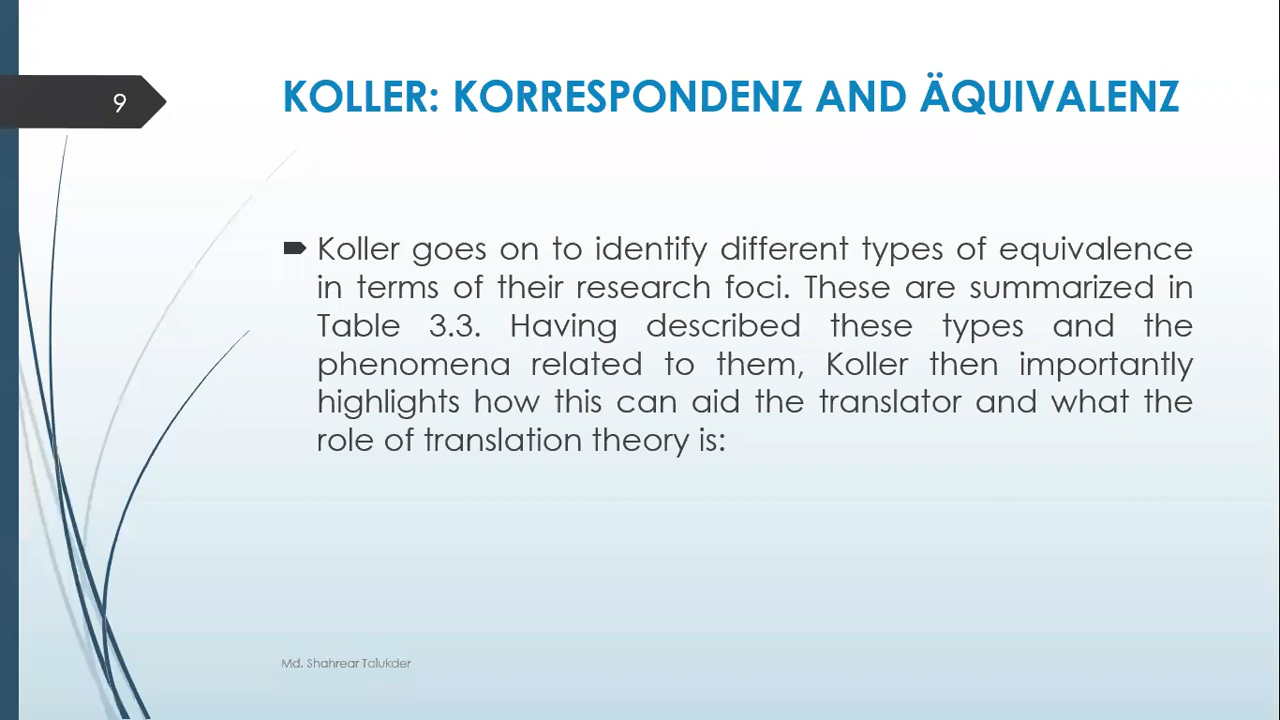 9
KOLLER: KORRESPONDENZ AND ÄQUIVALENZ
Koller goes on to identify different types of equivalence
in terms of their research foci. These are summarized in
Table 3.3. Having described these types and the
phenomena related to them, Koller then importantly
highlights how this can aid the translator and what the
role of translation theory is:
Md. Shahrear Talukder